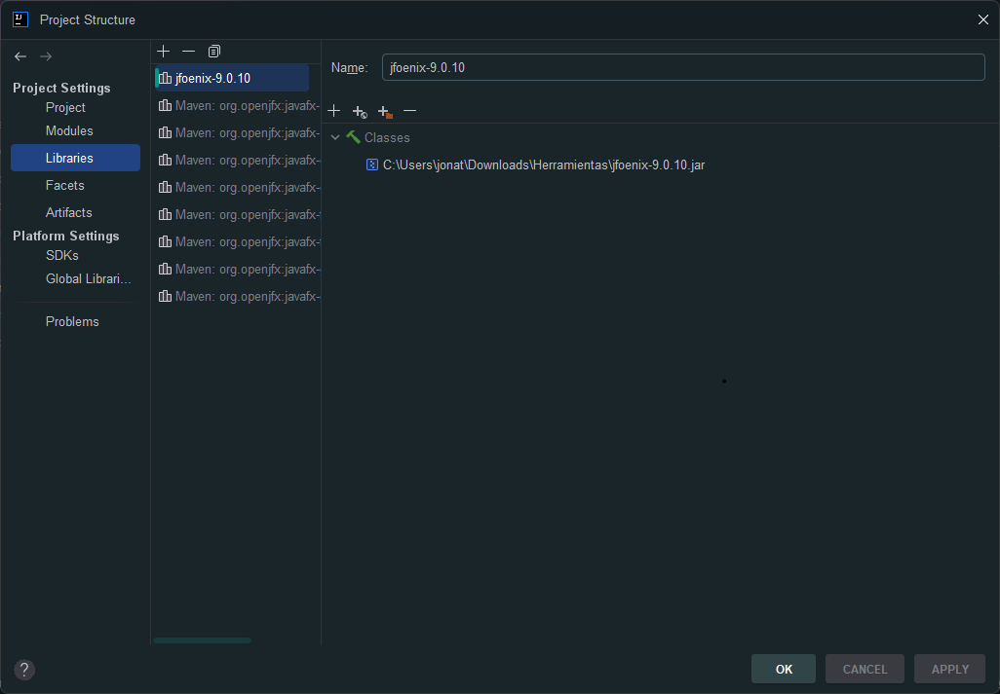 Project Structure
Project Settings
Project
Modules
Libraries
Facets
Artifacts
Platform Settings
SDKs
Global Librari...
Problems
jfoenix-9.0.10
Maven: org.openjfx:javafx-
Maven: org.openjfx:javafx-
Maven: org.openjfx:javafx-
Maven: org.openjfx:javafx-
Maven: org.openjfx:javafx-
Maven: org.openjfx:javafx-
Maven: org.openjfx:javafx-
Maven: org.openjfx:javafx-
Name: jfoenix-9.0.10
Classes
C:\Users\jonat\Downloads\Herramientas\jfoenix-9.0.10.jar
? OK CANCEL APPLY